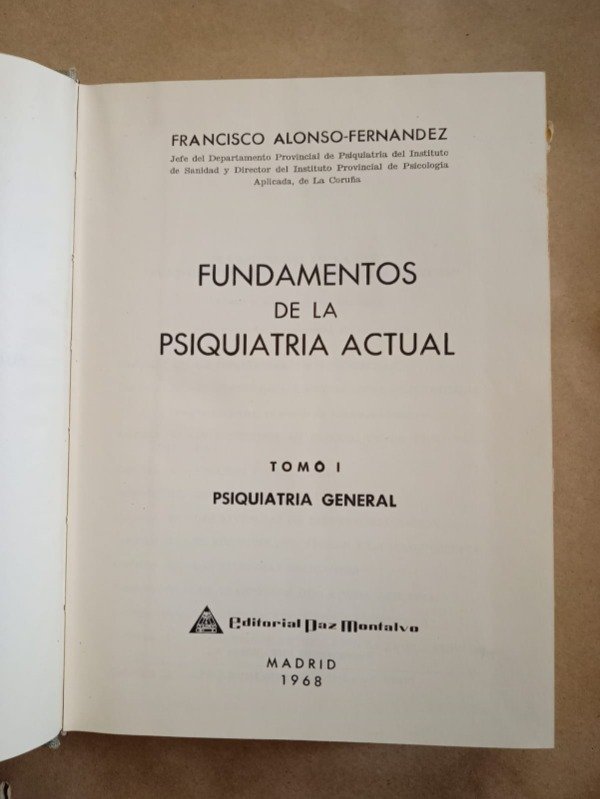 FRANCISCO ALONSO-FERNANDEZ
Jefe del Departamento Provincial de Psiquiatría del Instituto
de Sanidad y Director del Instituto Provincial de Psicología
Aplicada, de La Coruña
FUNDAMENTOS
DE LA
PSIQUIATRIA ACTUAL
TOMO I
PSIQUIATRIA GENERAL
Editorial Paz Montalvo
MADRID
1968